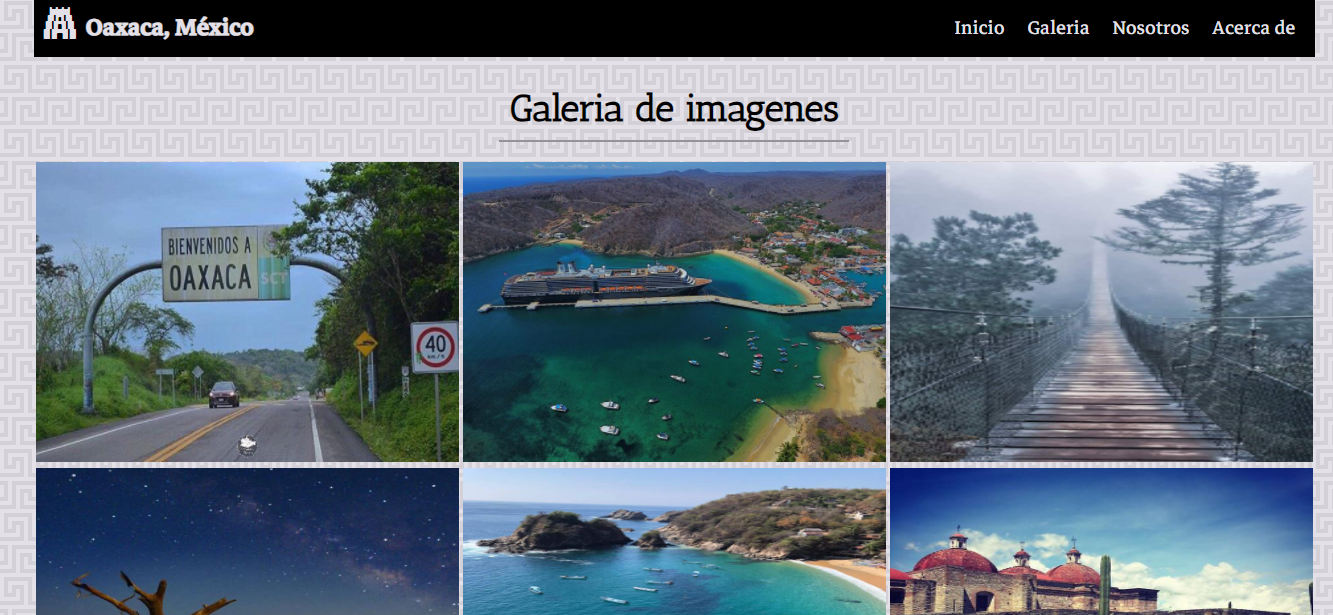 Oaxaca, México
Inicio Galeria Nosotros Acerca de
Galeria de imagenes
BIENVENIDOS A
OAXACA
SCT
40
km/h